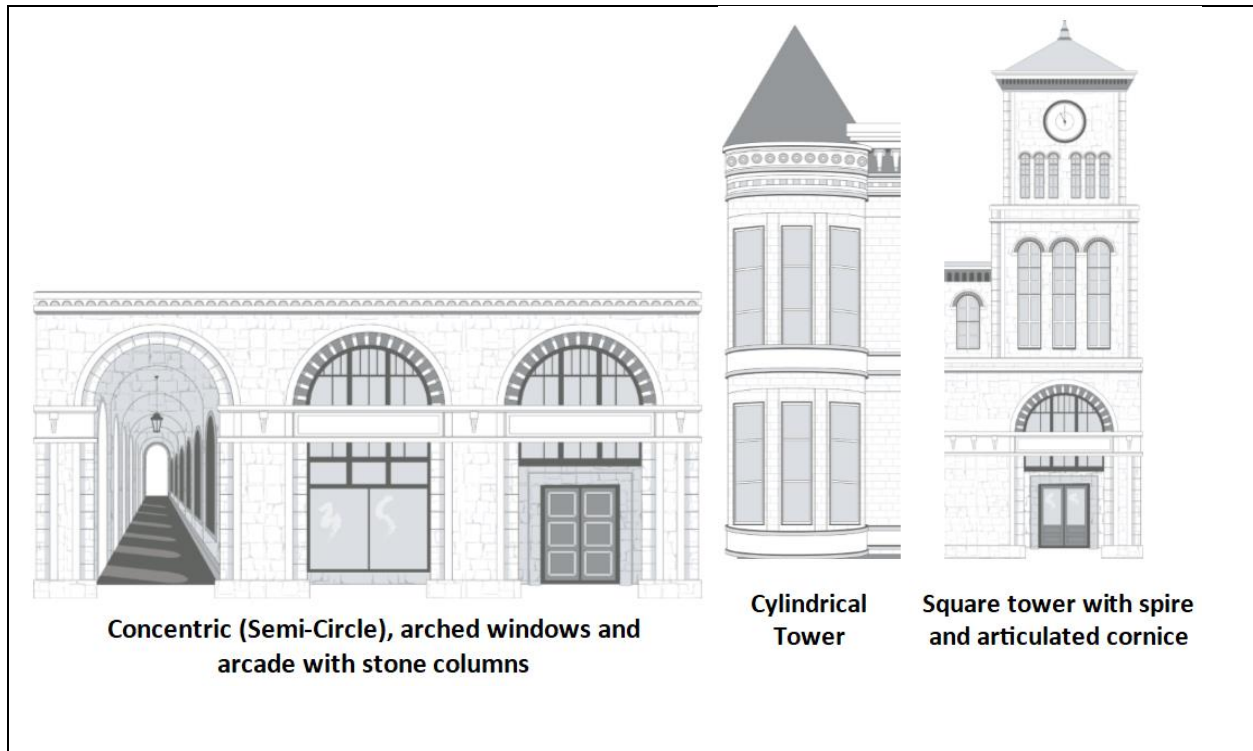 Concentric (Semi-Circle), arched windows and
arcade with stone columns
Cylindrical
Tower
Square tower with spire
and articulated cornice